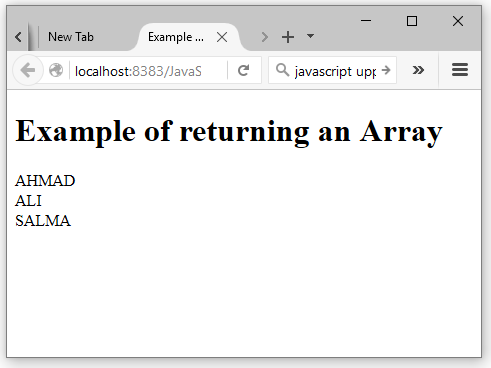 New Tab
Example ...
localhost:8383/JavaS
javascript upp
Example of returning an Array
AHMAD
ALI
SALMA